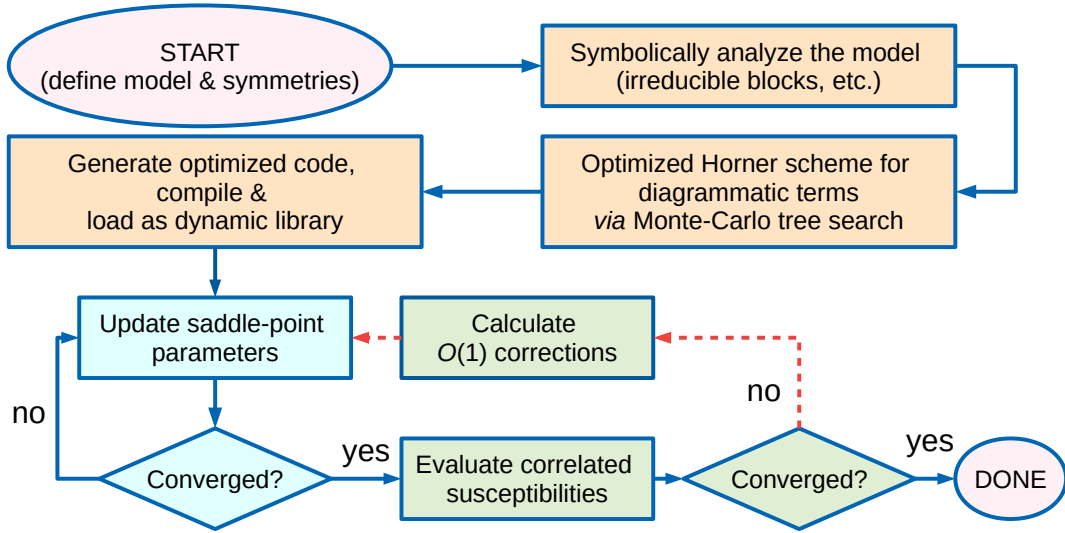 START
(define model & symmetries)
Symbolically analyze the model
(irreducible blocks, etc.)
Optimized Horner scheme for
diagrammatic terms
via Monte-Carlo tree search
Generate optimized code,
compile &
load as dynamic library
Update saddle-point
parameters
Calculate
O(1) corrections
no
no
Converged?
yes
Evaluate correlated
susceptibilities
Converged?
yes
DONE